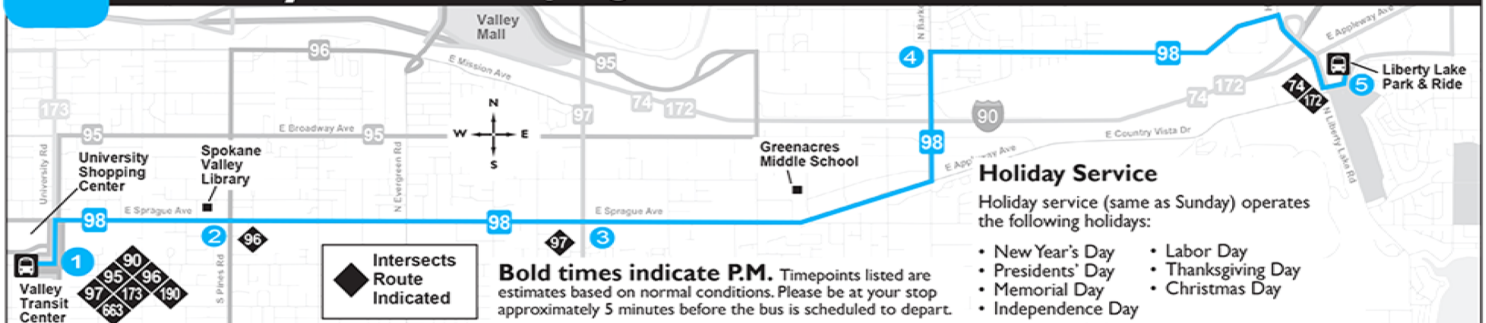 Valley
Mall
N Barke
E Appleway Ave
96
E Mission Ave
95
4
98
Liberty Lake
Park & Ride
5
74
172
173
97
74
172
74
172
90
95
E Broadway Ave
95
W
N
E
S
E Country Vista Dr
N Liberty Lake Rd
University Rd
University
Shopping
Center
Spokane
Valley
Library
N Evergreen Rd
Greenacres
Middle School
98
E Appleway Ave
Holiday Service
Holiday service (same as Sunday) operates
the following holidays:
• New Year's Day
• Presidents' Day
• Memorial Day
• Independence Day
• Labor Day
• Thanksgiving Day
• Christmas Day
98
E Sprague Ave
98
E Sprague Ave
2
96
97
3
1
S Pines Rd
90
95
96
97
173
190
663
Valley
Transit
Center
Intersects
Route
Indicated
Bold times indicate P.M. Timepoints listed are
estimates based on normal conditions. Please be at your stop
approximately 5 minutes before the bus is scheduled to depart.